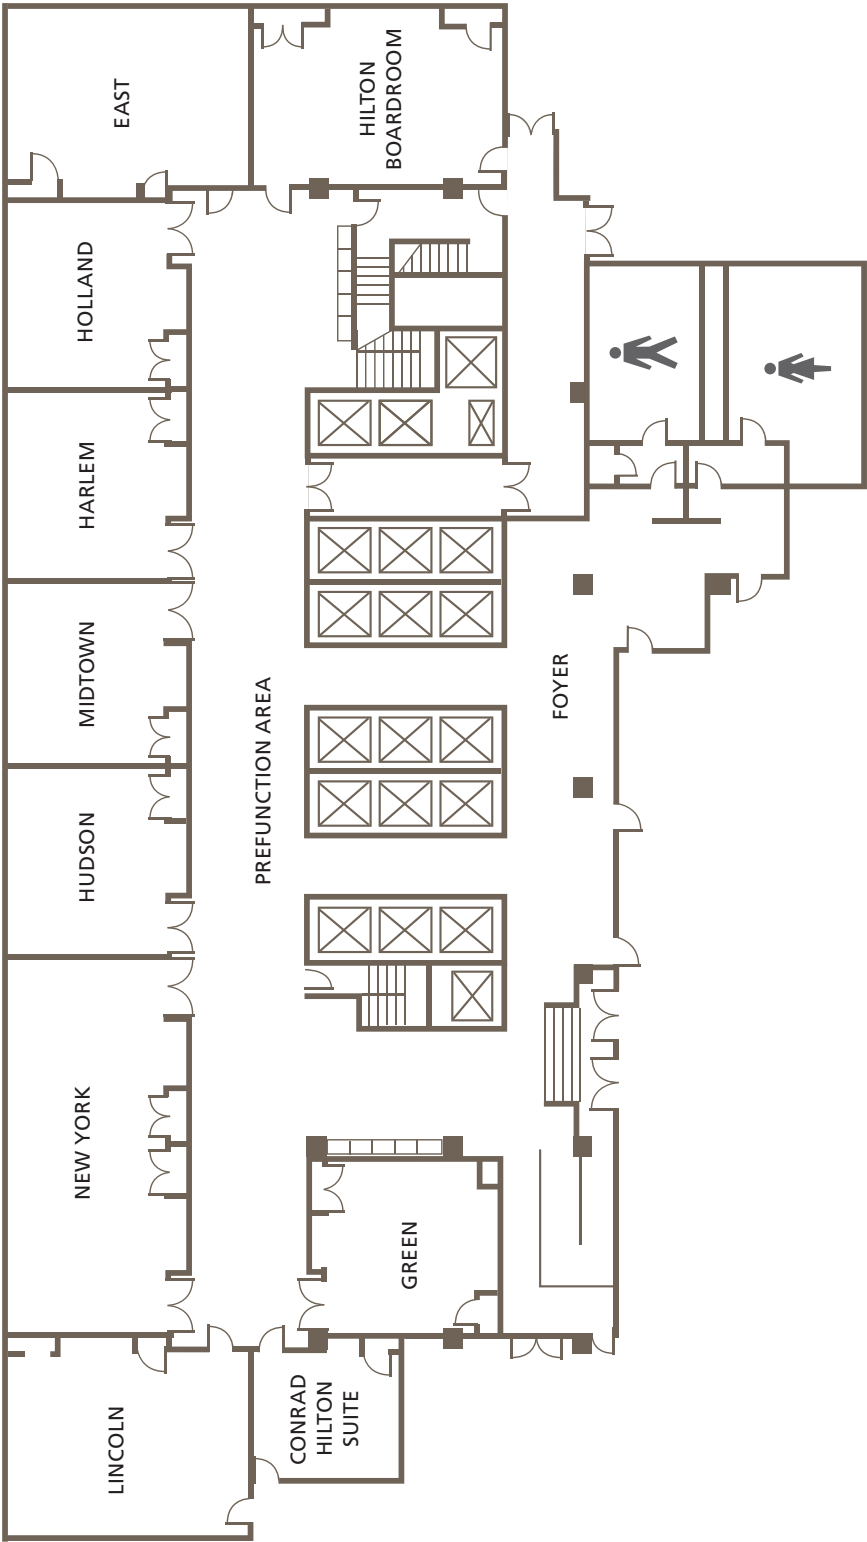 EAST
HILTON
BOARDROOM
HOLLAND
HARLEM
MIDTOWN
HUDSON
PREFUNCTION AREA
FOYER
NEW YORK
GREEN
LINCOLN
CONRAD
HILTON
SUITE